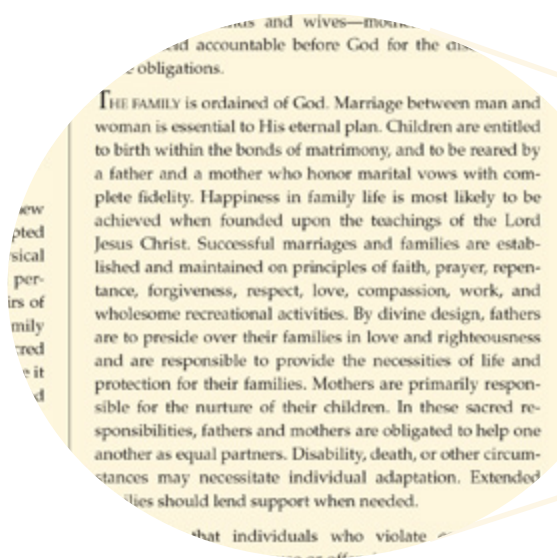 and wives—
accountable before God for the
obligations.
THE FAMILY is ordained of God. Marriage between man and
woman is essential to His eternal plan. Children are entitled
to birth within the bonds of matrimony, and to be reared by
a father and a mother who honor marital vows with com-
plete fidelity. Happiness in family life is most likely to be
achieved when founded upon the teachings of the Lord
Jesus Christ. Successful marriages and families are estab-
lished and maintained on principles of faith, prayer, repen-
tance, forgiveness, respect, love, compassion, work, and
wholesome recreational activities. By divine design, fathers
are to preside over their families in love and righteousness
and are responsible to provide the necessities of life and
protection for their families. Mothers are primarily respon-
sible for the nurture of their children. In these sacred re-
sponsibilities, fathers and mothers are obligated to help one
another as equal partners. Disability, death, or other circum-
stances may necessitate individual adaptation. Extended
lies should lend support when needed.
that individuals who violate
sical
per-
irs of
mily
it